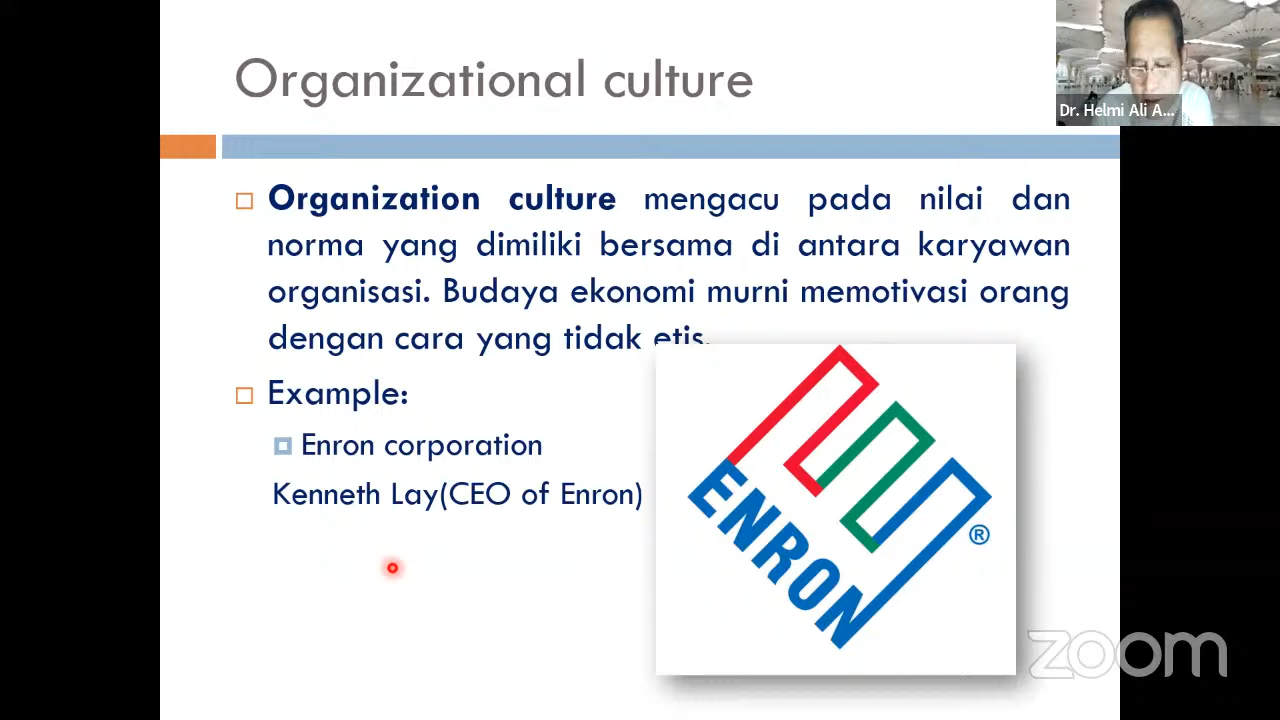 Organizational culture
Dr. Helmi Ali A...
Organization culture mengacu pada nilai dan
norma yang dimiliki bersama di antara karyawan
organisasi. Budaya ekonomi murni memotivasi orang
dengan cara yang tidak etis.
Example:
Enron corporation
Kenneth Lay(CEO of Enron)
ENRON
®
zoom